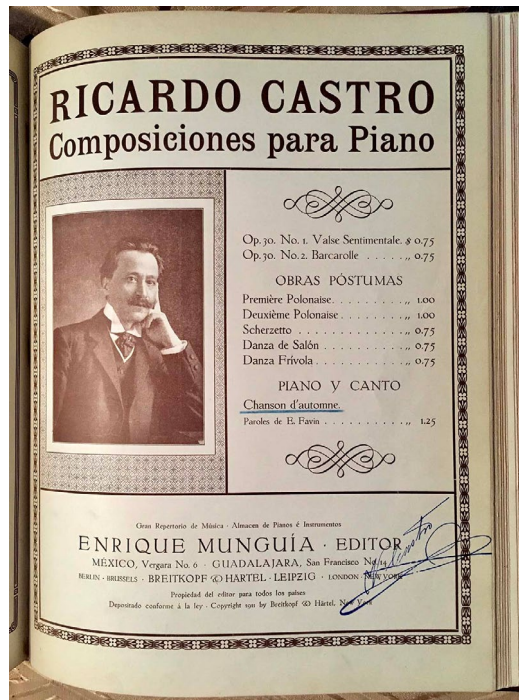 RICARDO CASTRO
Composiciones para Piano
Op. 30. No. 1. Valse Sentimentale. $ 0.75
Op. 30. No. 2. Barcarolle . . . . . „ 0.75
OBRAS PÓSTUMAS
Première Polonaise. . . . . . . . . „ 1.00
Deuxième Polonaise. . . . . . . . „ 1.00
Scherzetto . . . . . . . . . . . . . „ 0.75
Danza de Salón. . . . . . . . . . „ 0.75
Danza Frívola . . . . . . . . . . . „ 0.75
PIANO Y CANTO
Chanson d'automne.
Paroles de E. Favin . . . . . . . . . . „ 1.25
Gran Repertorio de Música · Almacen de Pianos é Instrumentos
ENRIQUE MUNGUÍA · EDITOR
MÉXICO, Vergara No. 6 · GUADALAJARA, San Francisco No. 19
BERLIN · BRUSSELS · BREITKOPF & HÄRTEL · LEIPZIG · LONDON · NEW YORK
Propiedad del editor para todos los países
Depositado conforme à la ley · Copyright 1911 by Breitkopf & Härtel, New York